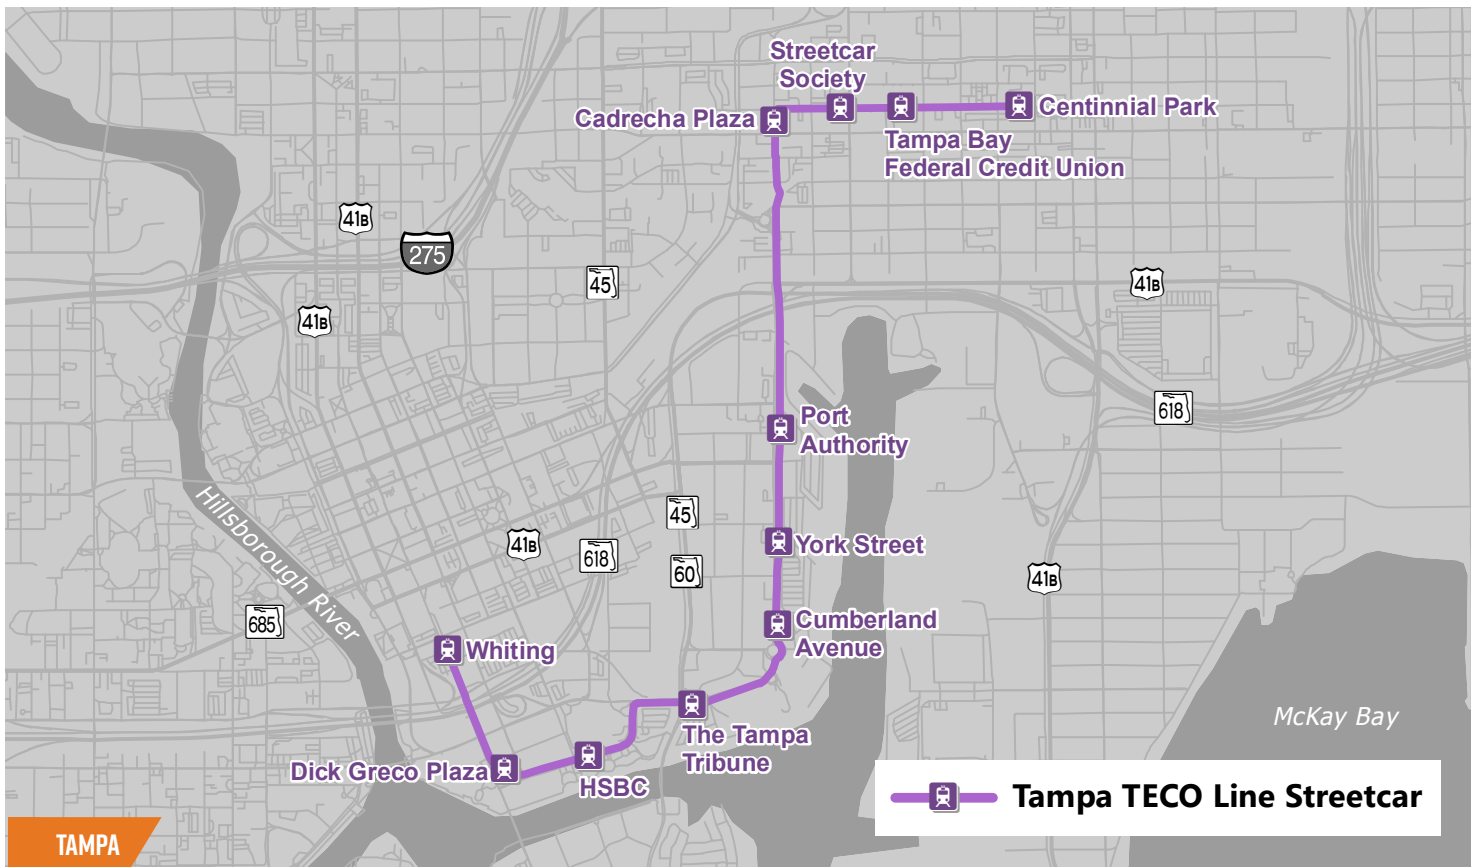 Streetcar
Society
Cadrecha Plaza
Centinnial Park
Tampa Bay
Federal Credit Union
41B
275
45
41B
41B
618
Port
Authority
Hillsborough River
45
41B
618
60
York Street
41B
685
Cumberland
Avenue
Whiting
McKay Bay
The Tampa
Tribune
Dick Greco Plaza
HSBC
Tampa TECO Line Streetcar
TAMPA